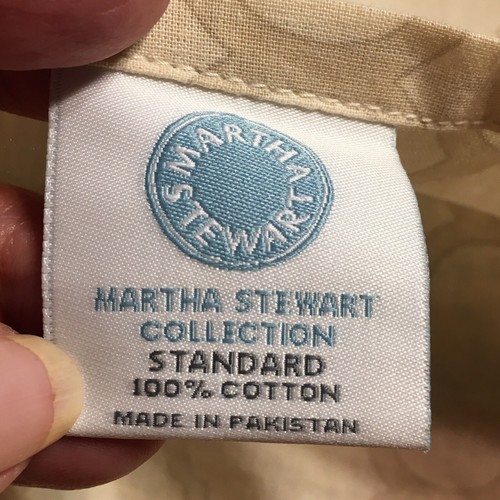 MARTHA
STEWART
MARTHA STEWART
COLLECTION
STANDARD
100% COTTON
MADE IN PAKISTAN